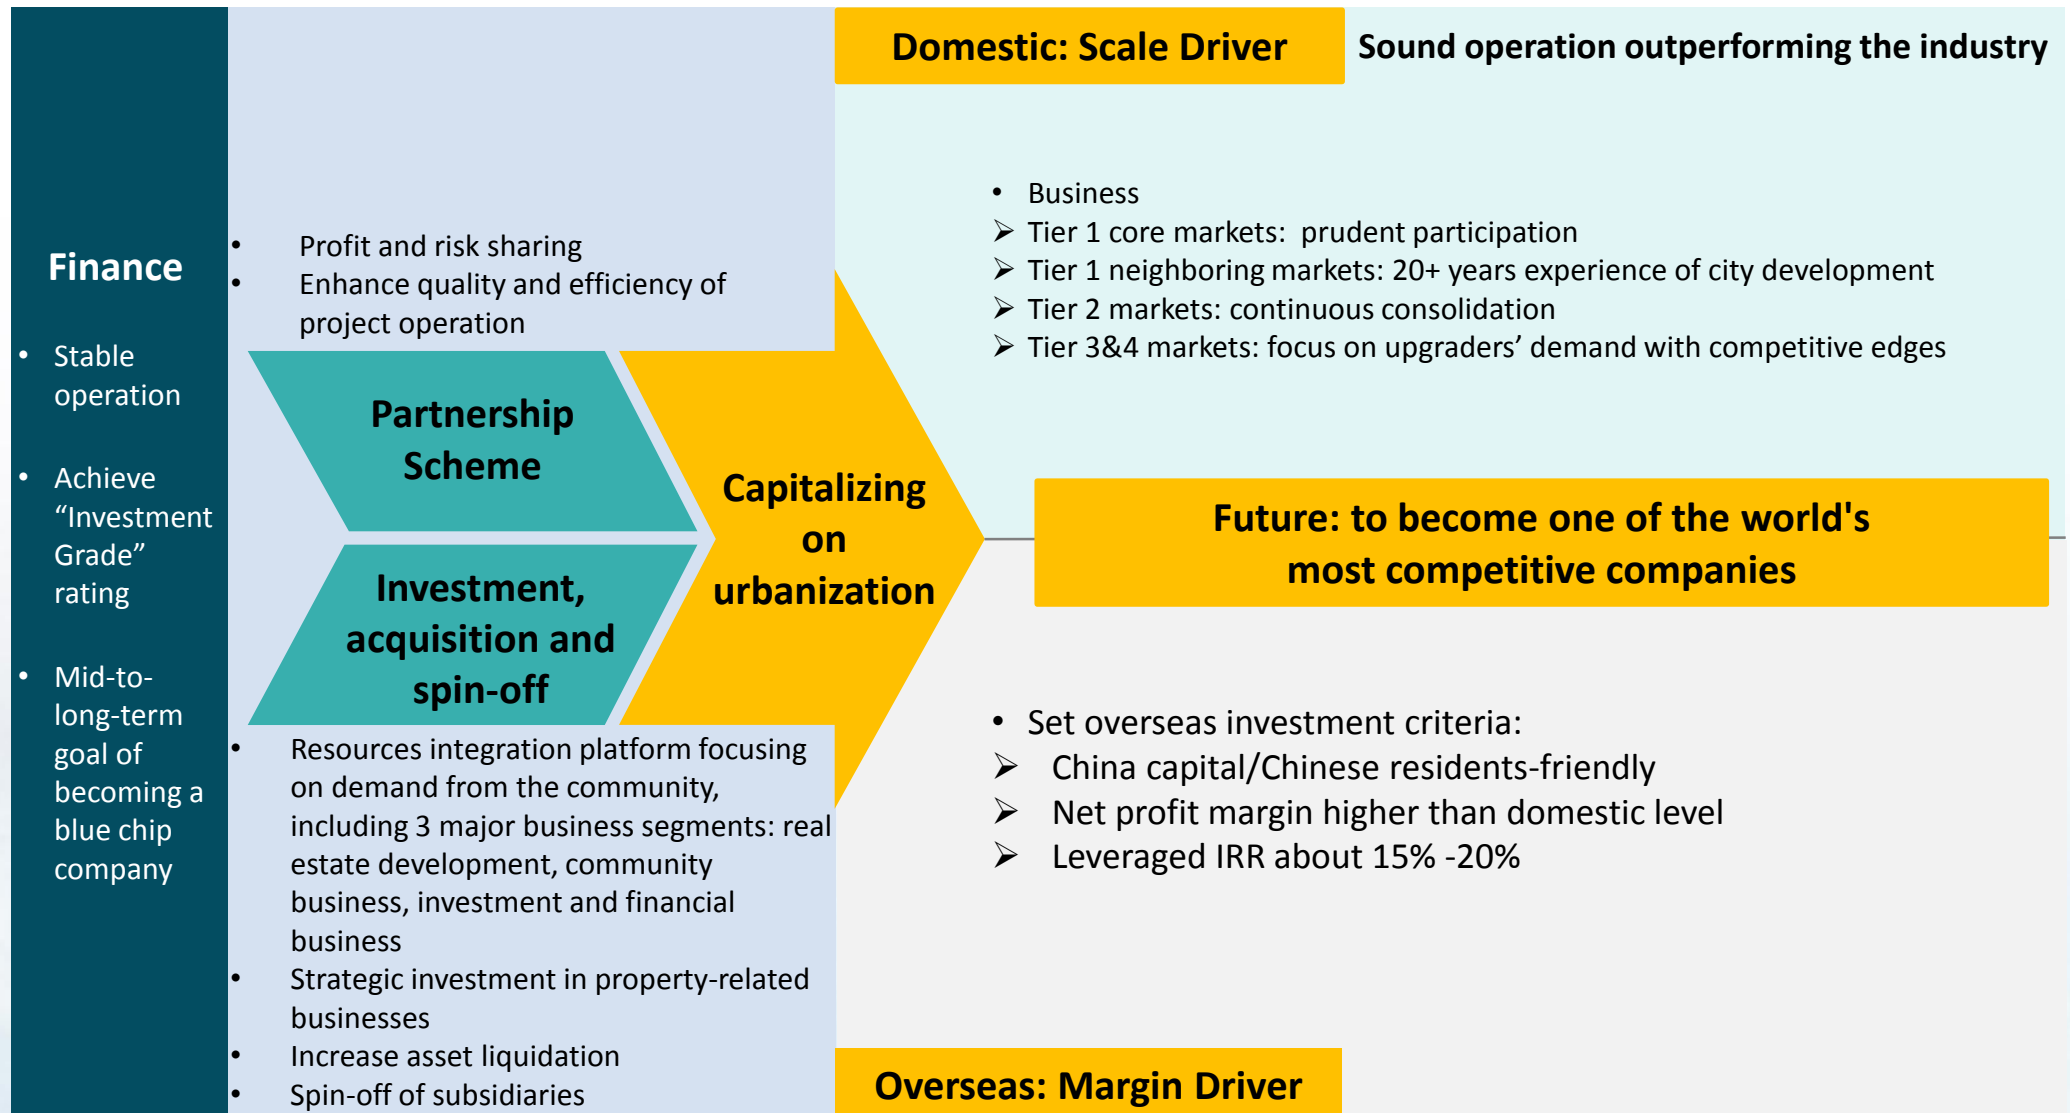 Finance
• Stable
operation
• Achieve
“Investment
Grade”
rating
• Mid-to-
long-term
goal of
becoming a
blue chip
company
• Profit and risk sharing
• Enhance quality and efficiency of
project operation
Partnership
Scheme
Investment,
acquisition and
spin-off
• Resources integration platform focusing
on demand from the community,
including 3 major business segments: real
estate development, community
business, investment and financial
business
• Strategic investment in property-related
businesses
• Increase asset liquidation
• Spin-off of subsidiaries
Capitalizing
on
urbanization
Domestic: Scale Driver
Sound operation outperforming the industry
• Business
➢ Tier 1 core markets: prudent participation
➢ Tier 1 neighboring markets: 20+ years experience of city development
➢ Tier 2 markets: continuous consolidation
➢ Tier 3&4 markets: focus on upgraders’ demand with competitive edges
Future: to become one of the world's
most competitive companies
• Set overseas investment criteria:
➢ China capital/Chinese residents-friendly
➢ Net profit margin higher than domestic level
➢ Leveraged IRR about 15% -20%
Overseas: Margin Driver